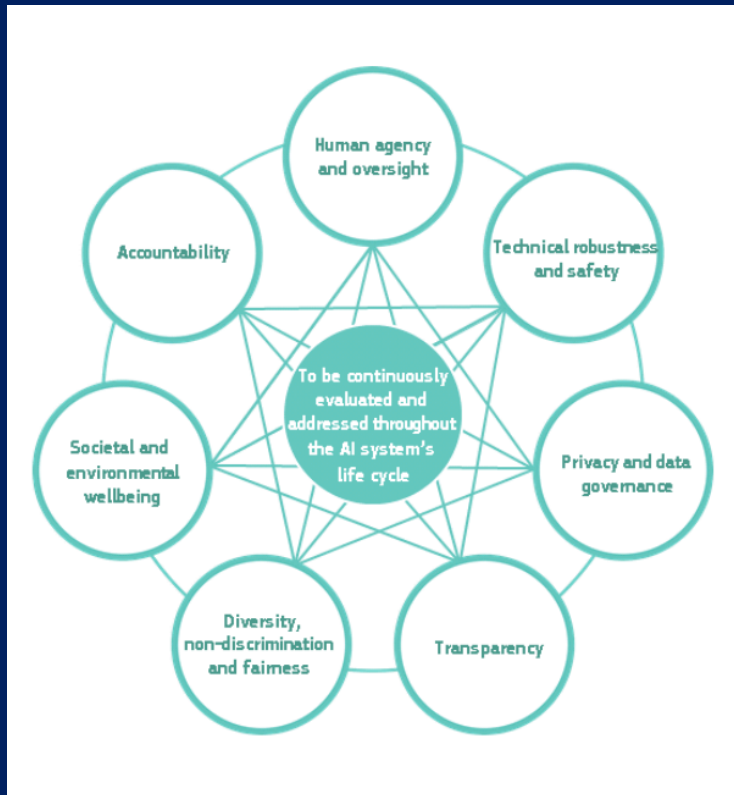 Human agency
and oversight
Technical robustness
and safety
Privacy and data
governance
Transparency
Diversity,
non-discrimination
and fairness
Societal and
environmental
wellbeing
Accountability
To be continuously
evaluated and
addressed throughout
the AI system's
life cycle